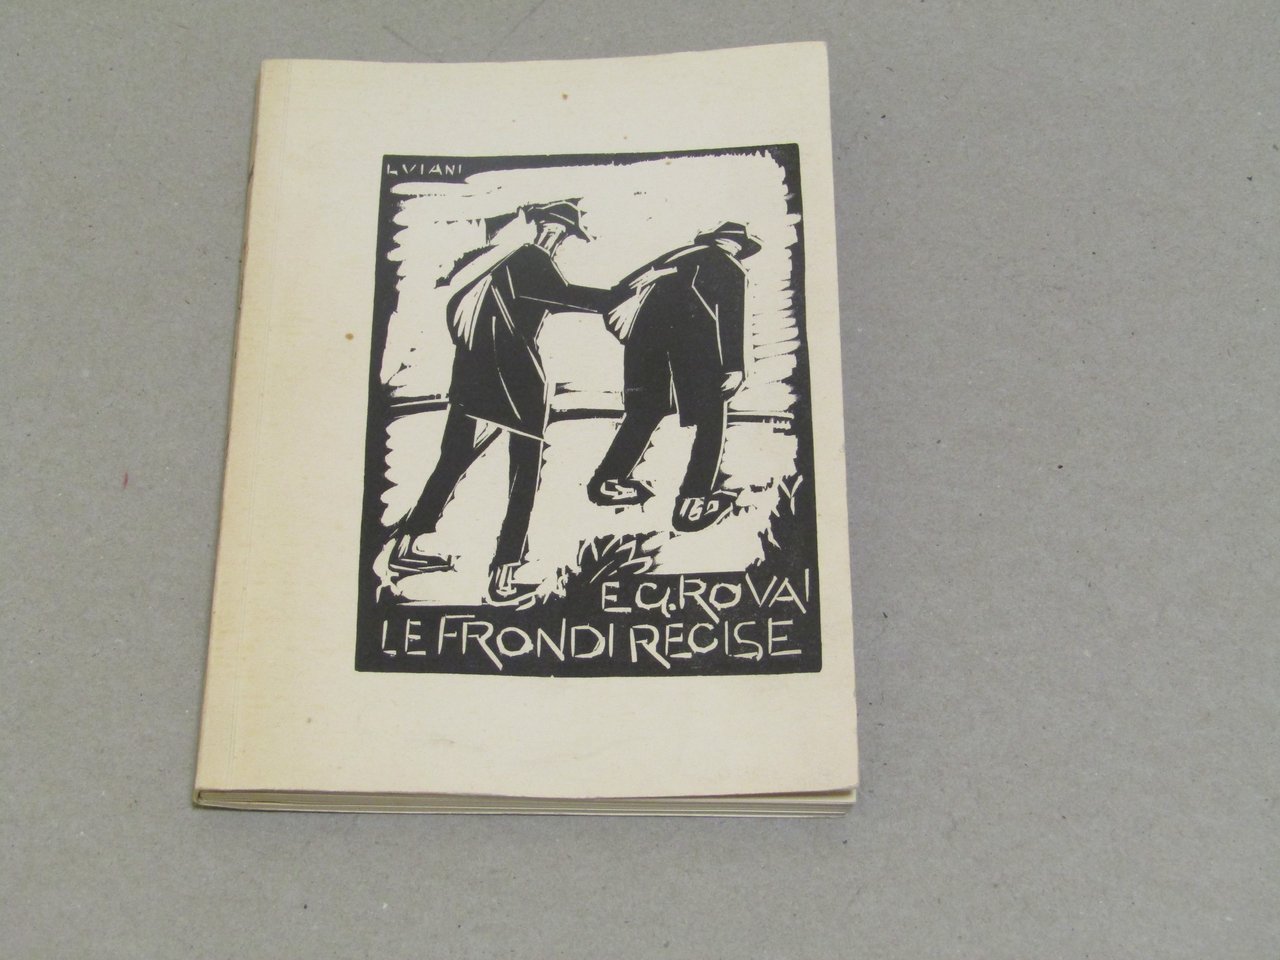 L VIANI
E G. ROVAI
LE FRONDI RECISE